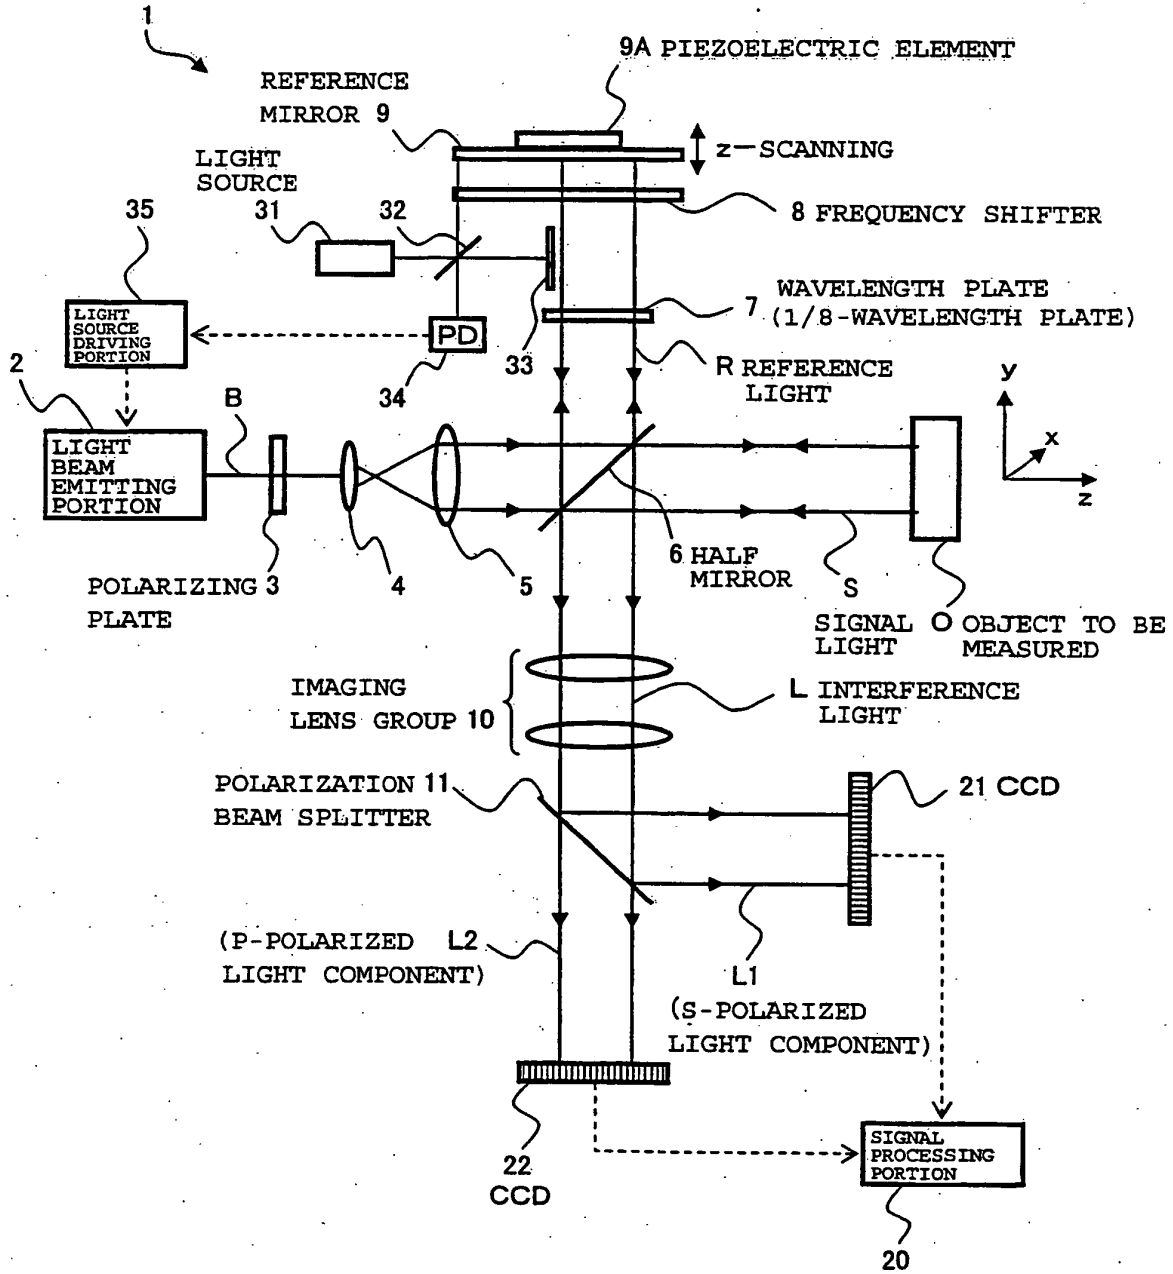 1
9A PIEZOELECTRIC ELEMENT
REFERENCE
MIRROR 9
z-SCANNING
LIGHT
SOURCE
31
32
35
8 FREQUENCY SHIFTER
WAVELENGTH PLATE
7 (1/8-WAVELENGTH PLATE)
LIGHT
SOURCE
DRIVING
PORTION
PD
33
34
R REFERENCE
LIGHT
2
B
LIGHT
BEAM
EMITTING
PORTION
y
x
z
POLARIZING 3
PLATE
4
5
6 HALF
MIRROR
S
SIGNAL
LIGHT
O OBJECT TO BE
MEASURED
IMAGING
LENS GROUP 10
L INTERFERENCE
LIGHT
POLARIZATION 11
BEAM SPLITTER
21 CCD
(P-POLARIZED L2
LIGHT COMPONENT)
L1
(S-POLARIZED
LIGHT COMPONENT)
22
CCD
SIGNAL
PROCESSING
PORTION
20